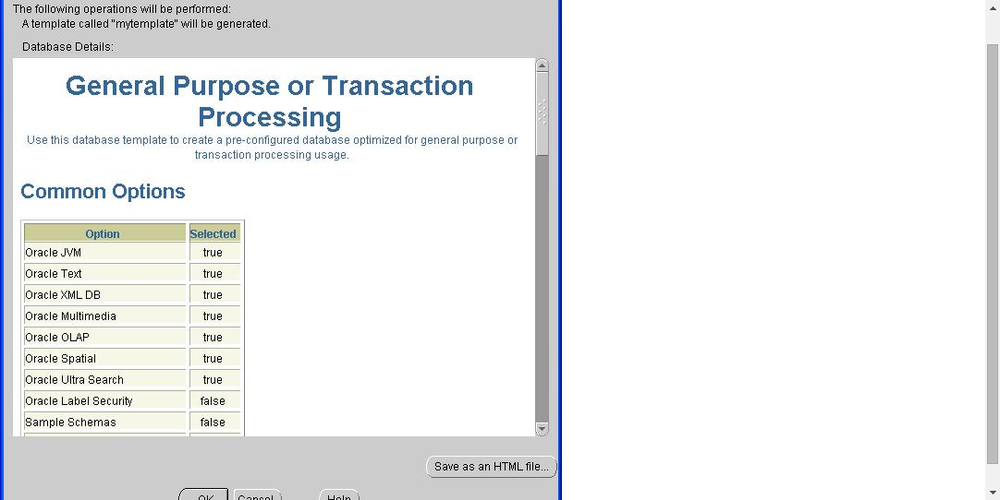 The following operations will be performed:
A template called "mytemplate" will be generated.
Database Details:
General Purpose or Transaction
Processing
Use this database template to create a pre-configured database optimized for general purpose or
transaction processing usage.
Common Options
Option Selected
Oracle JVM true
Oracle Text true
Oracle XML DB true
Oracle Multimedia true
Oracle OLAP true
Oracle Spatial true
Oracle Ultra Search true
Oracle Label Security false
Sample Schemas false
Save as an HTML file...
OK Cancel Help